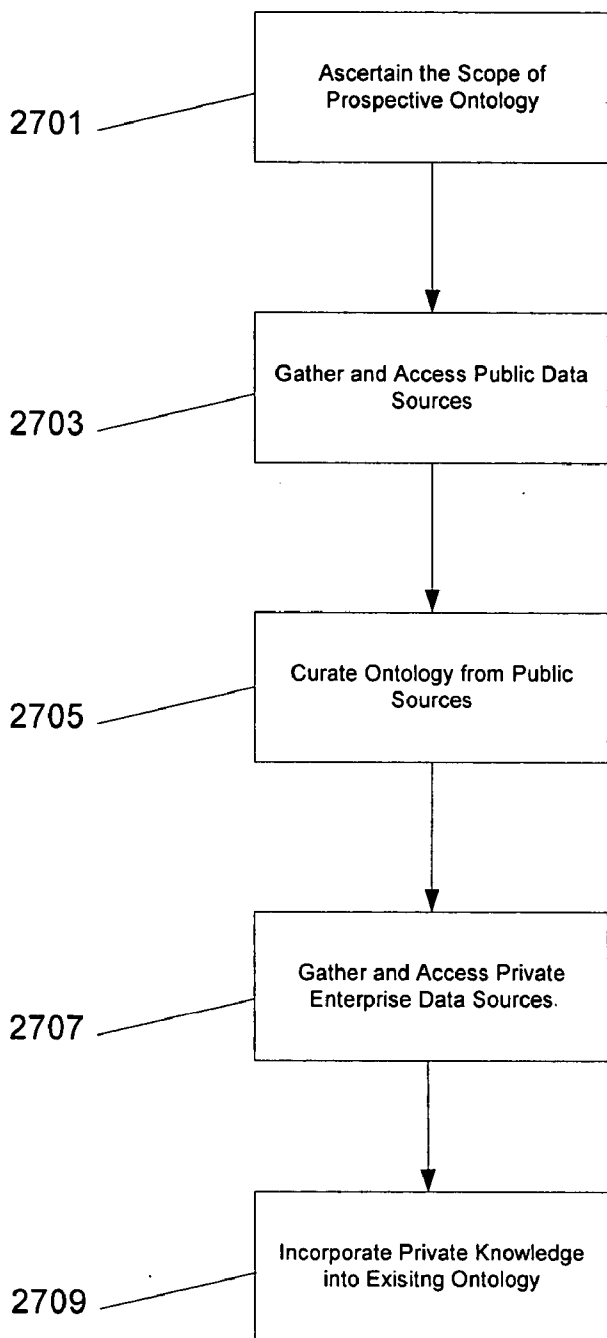 Ascertain the Scope of
Prospective Ontology
2701
Gather and Access Public Data
Sources
2703
Curate Ontology from Public
Sources
2705
Gather and Access Private
Enterprise Data Sources.
2707
Incorporate Private Knowledge
into Exisitng Ontology
2709